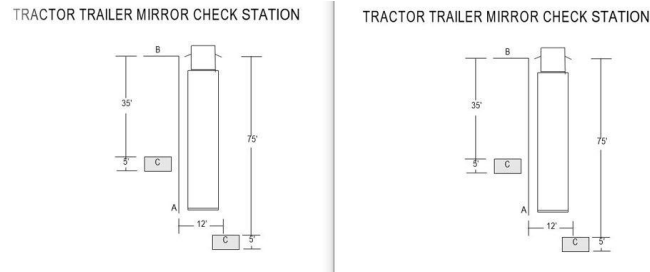 TRACTOR TRAILER MIRROR CHECK STATION
B
35'
75'
5'
C
A
12'
C
5'
TRACTOR TRAILER MIRROR CHECK STATION
B
35'
75'
5'
C
A
12'
C
5'